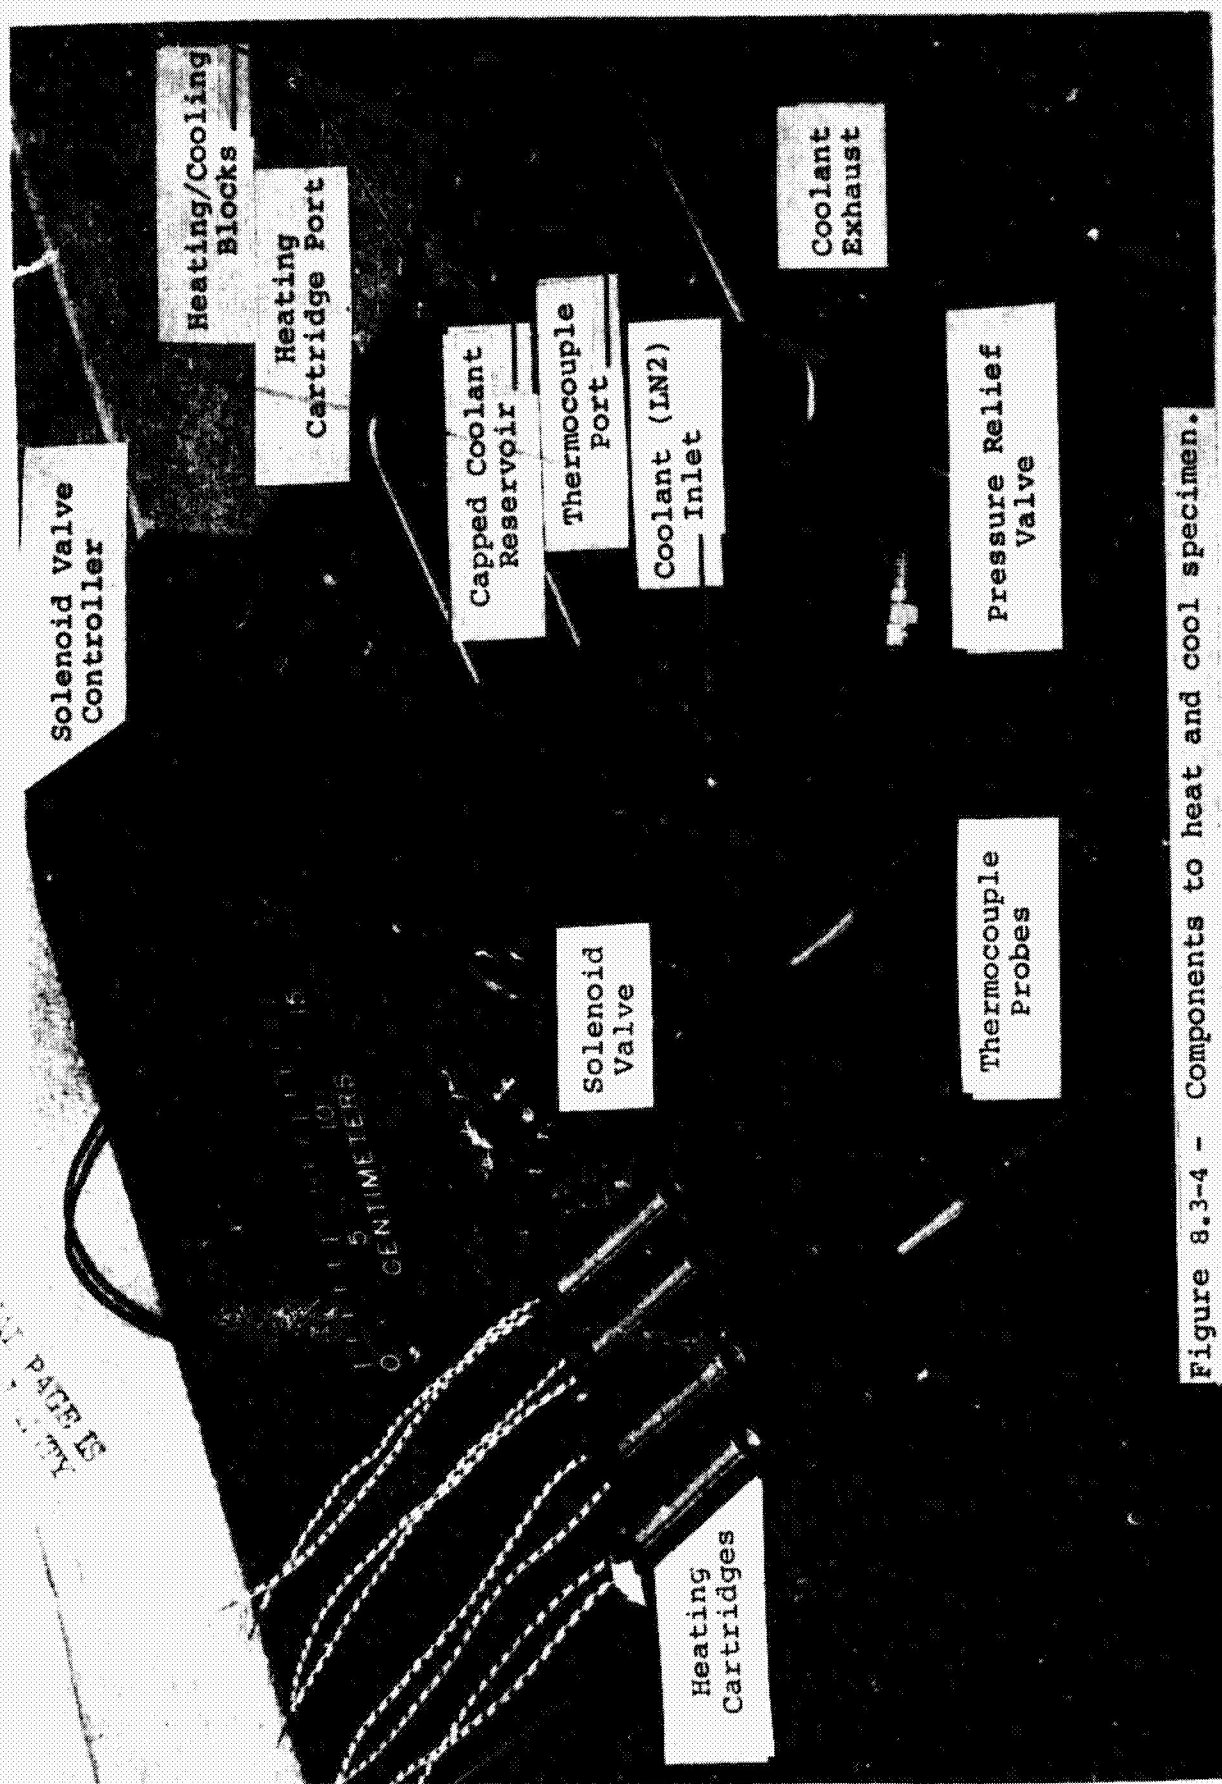 Solenoid Valve
Controller
Heating/Cooling
Blocks
Heating
Cartridge Port
Capped Coolant
Reservoir
Thermocouple
Port
Coolant (LN2)
Inlet
Coolant
Exhaust
Pressure Relief
Valve
Solenoid
Valve
Thermocouple
Probes
Heating
Cartridges
0 5 10 15
CENTIMETERS
PAGE IS
Figure 8.3-4 - Components to heat and cool specimen.